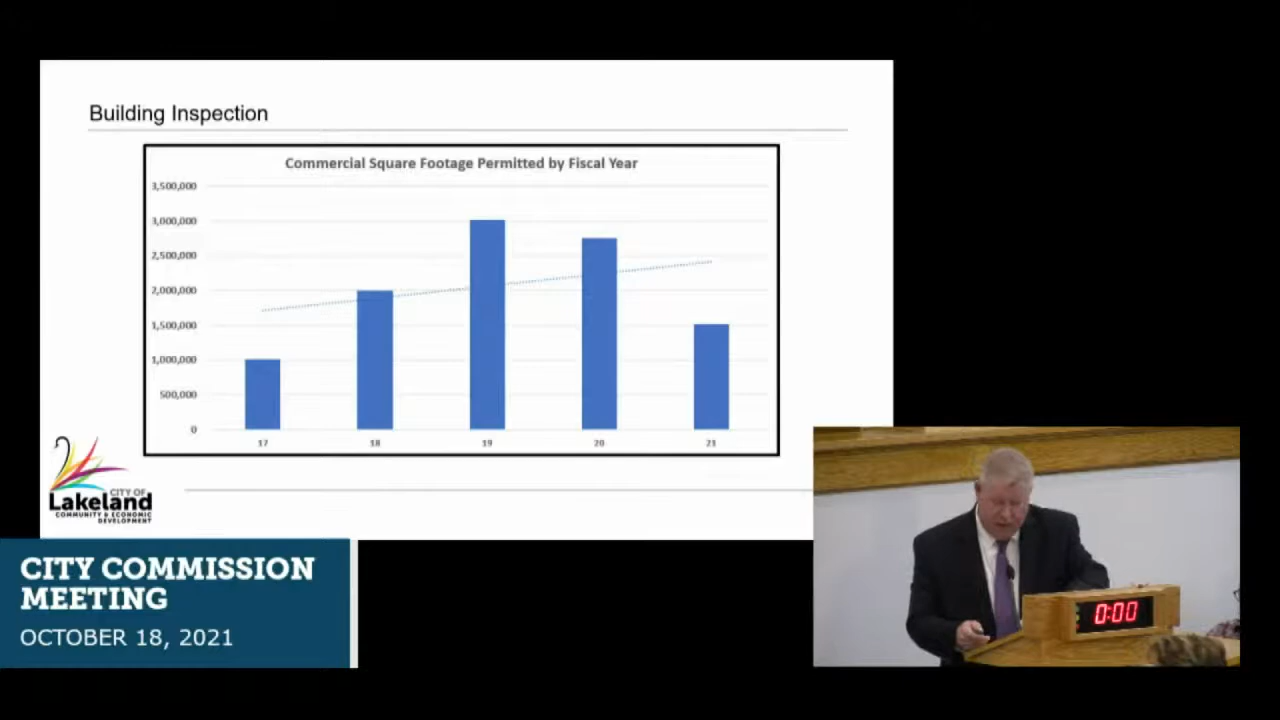 Building Inspection
Commercial Square Footage Permitted by Fiscal Year
3,500,000
3,000,000
2,500,000
2,000,000
1,500,000
1,000,000
500,000
0
17 18 19 20 21
CITY OF
Lakeland
COMMUNITY & ECONOMIC
DEVELOPMENT
CITY COMMISSION
MEETING
OCTOBER 18, 2021
0:00